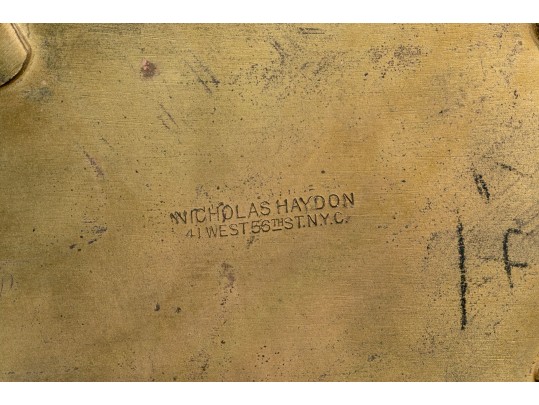 NICHOLAS HAYDON
41 WEST 56TH ST. N.Y.C.